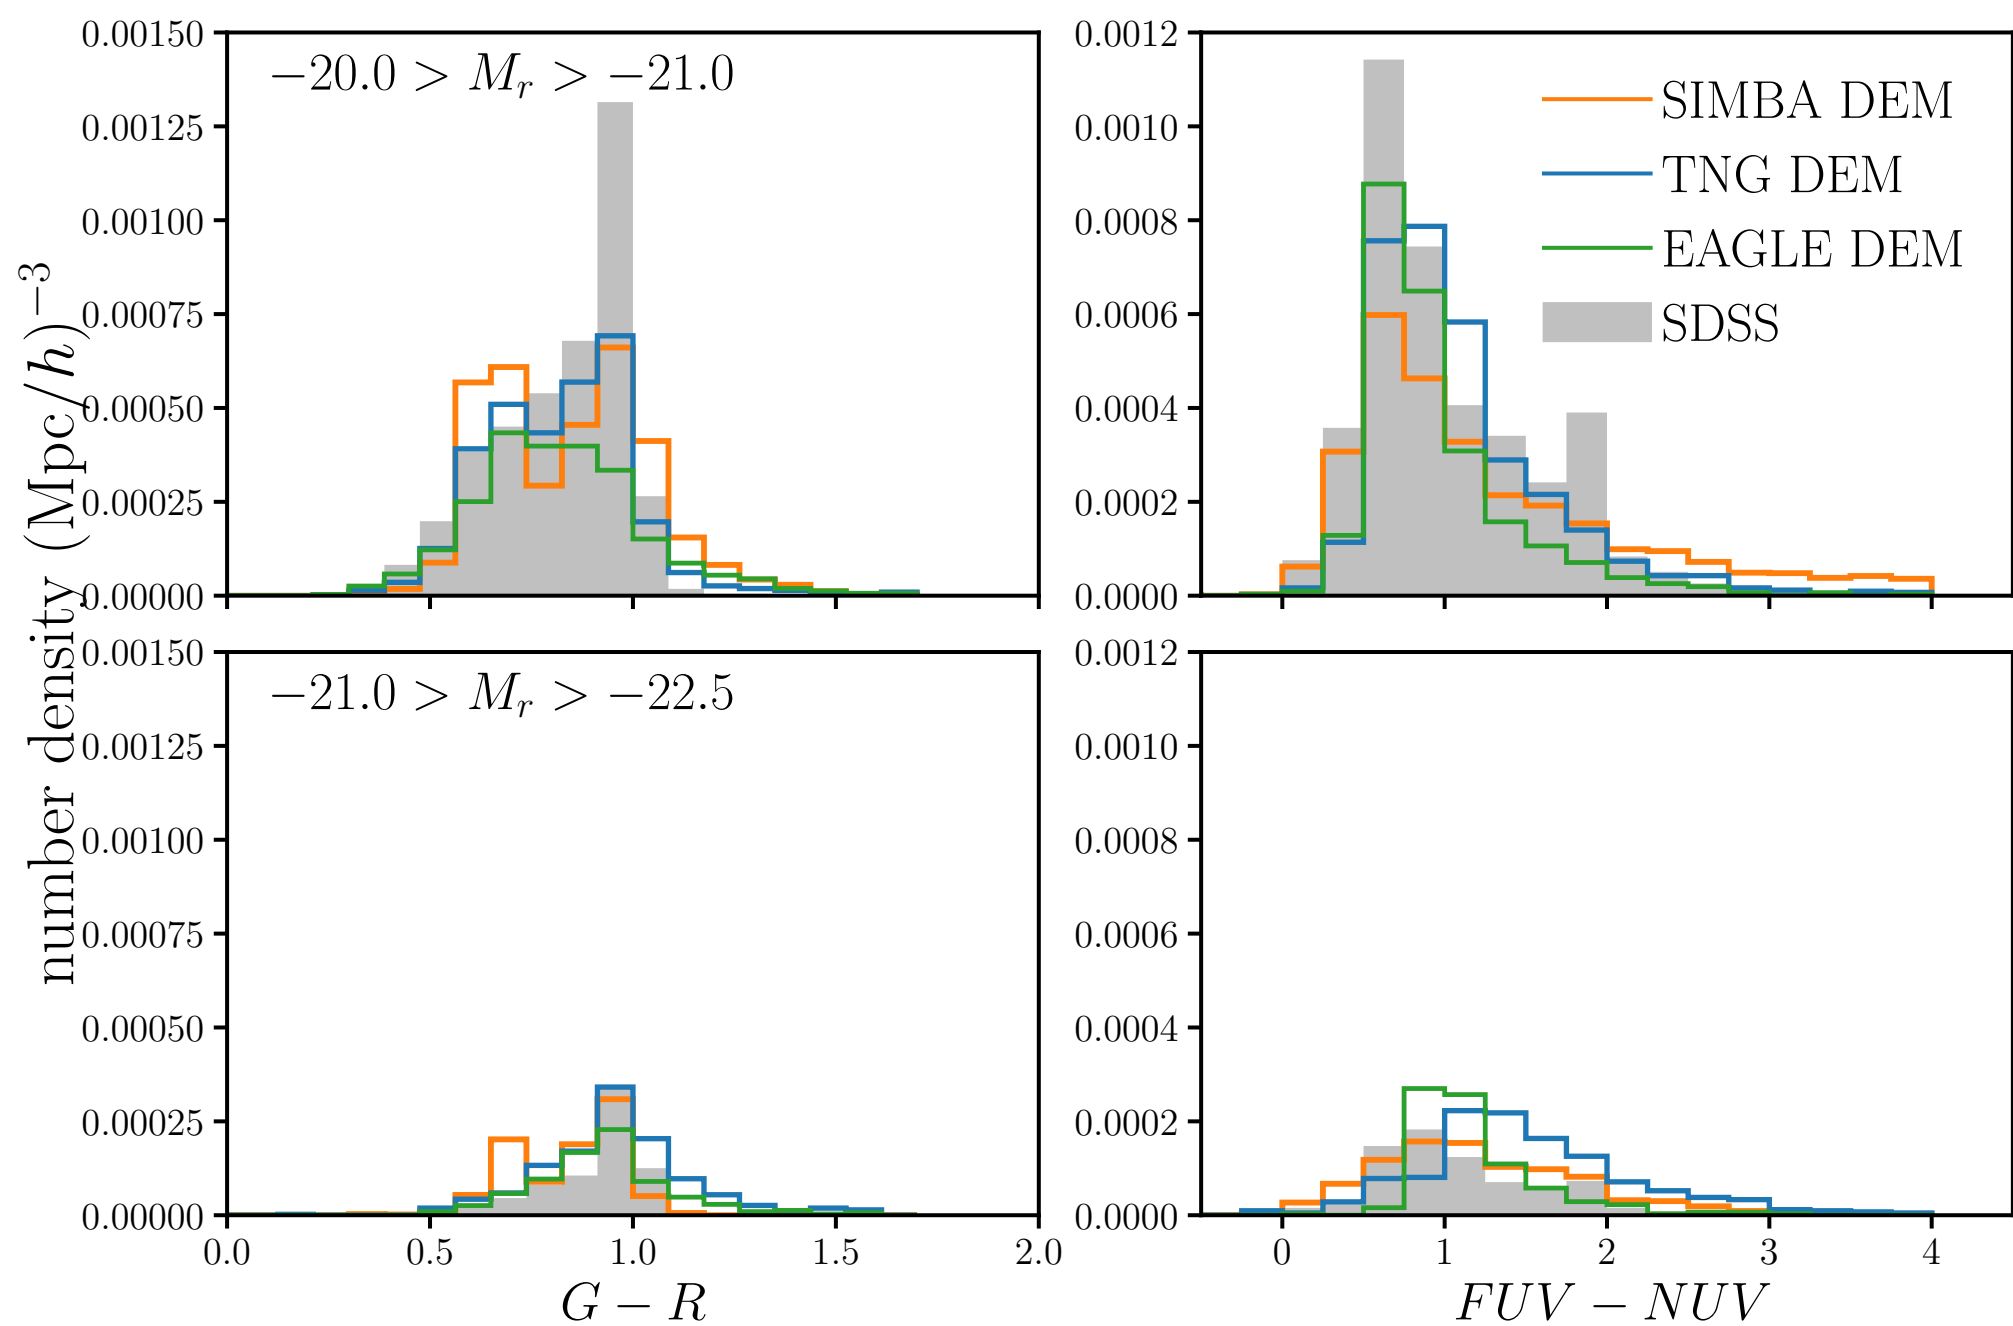 number density (Mpc/h)⁻³
0.00150
0.00125
0.00100
0.00075
0.00050
0.00025
0.00000
−20.0 > Mᵣ > −21.0
0.0012
0.0010
0.0008
0.0006
0.0004
0.0002
0.0000
SIMBA DEM
TNG DEM
EAGLE DEM
SDSS
0.00150
0.00125
0.00100
0.00075
0.00050
0.00025
0.00000
−21.0 > Mᵣ > −22.5
0.0 0.5 1.0 1.5 2.0
G − R
0.0012
0.0010
0.0008
0.0006
0.0004
0.0002
0.0000
0 1 2 3 4
FUV − NUV